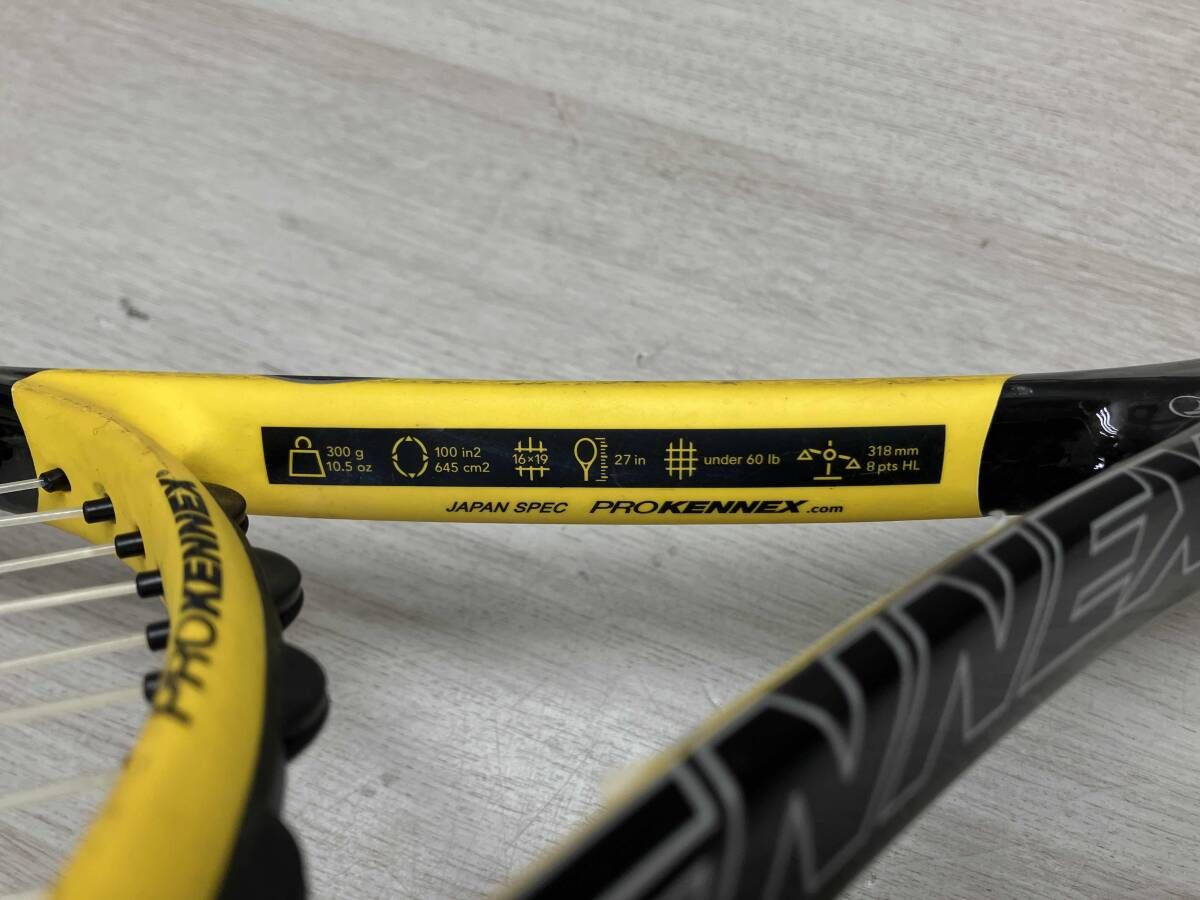 300 g
10.5 oz
100 in2
645 cm2
16×19
27 in
under 60 lb
318 mm
8 pts HL
JAPAN SPEC PROKENNEX.com
PROKENNEX
NNEX